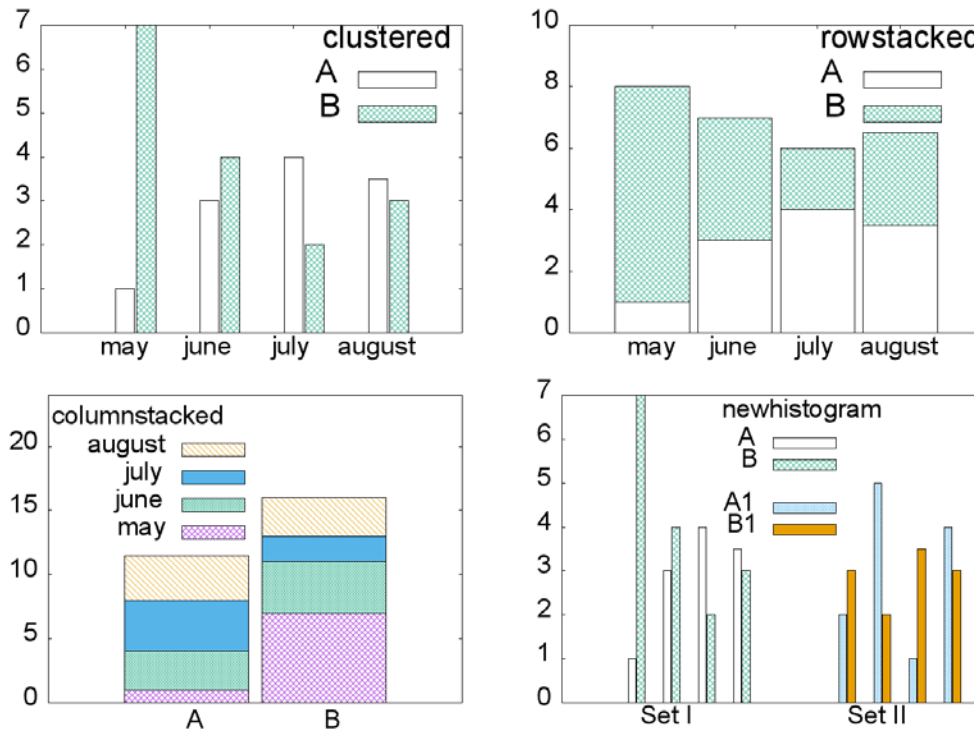 7
6
5
4
3
2
1
0
clustered
A
B
may june july august
10
8
6
4
2
0
rowstacked
A
B
may june july august
20
15
10
5
0
columnstacked
august
july
june
may
A B
7
6
5
4
3
2
1
0
newhistogram
A
B
A1
B1
Set I Set II